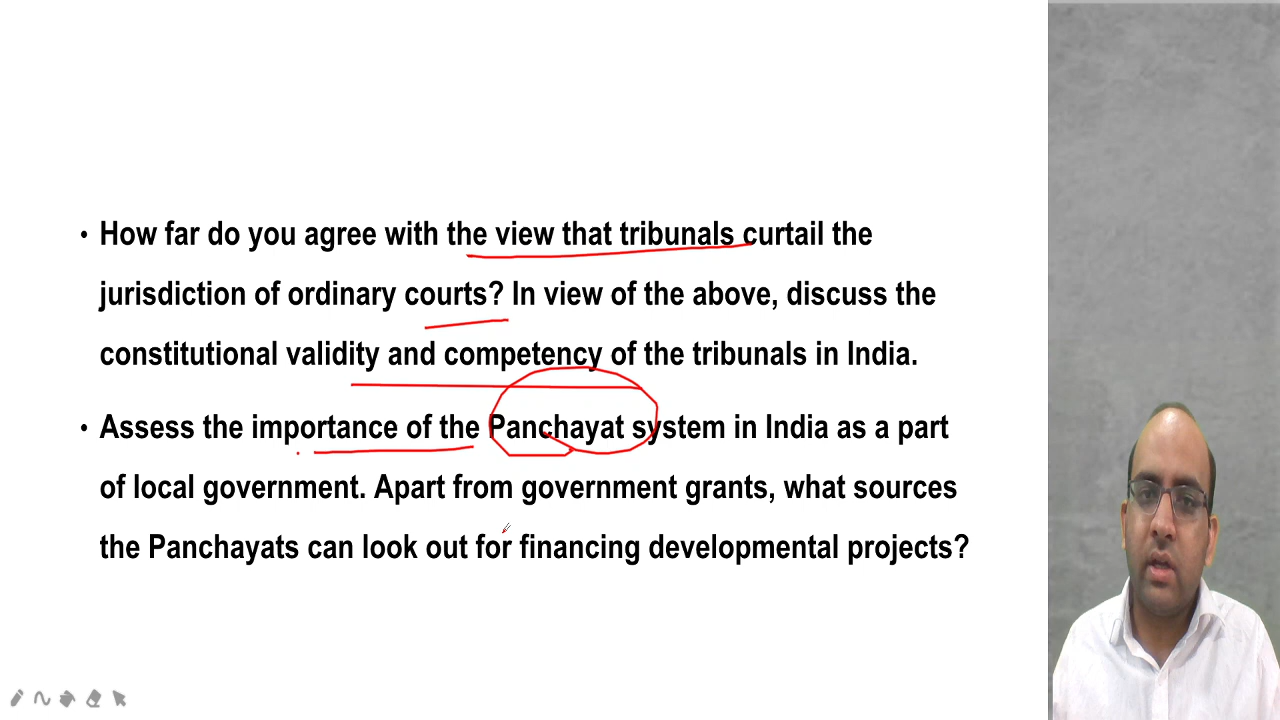 • How far do you agree with the view that tribunals curtail the
jurisdiction of ordinary courts? In view of the above, discuss the
constitutional validity and competency of the tribunals in India.
• Assess the importance of the Panchayat system in India as a part
of local government. Apart from government grants, what sources
the Panchayats can look out for financing developmental projects?